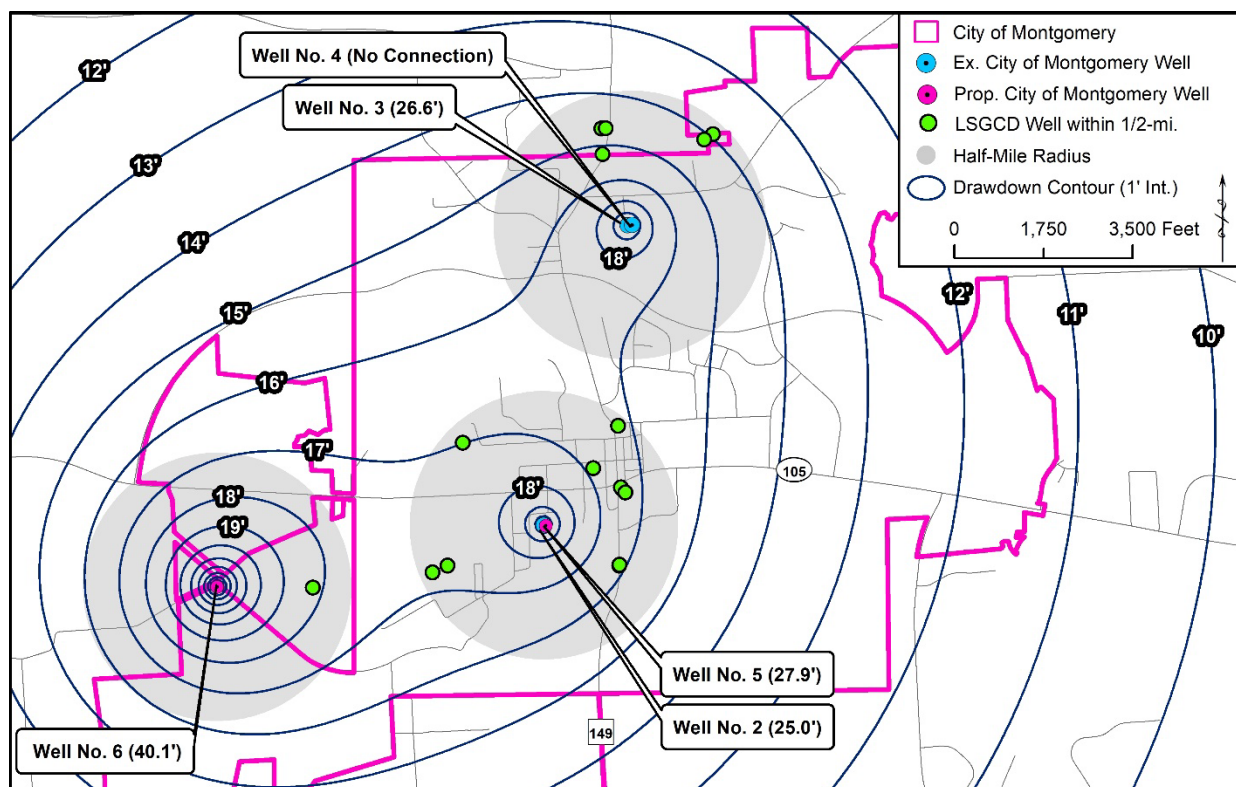 Well No. 4 (No Connection)
Well No. 3 (26.6')
City of Montgomery
Ex. City of Montgomery Well
Prop. City of Montgomery Well
LSGCD Well within 1/2-mi.
Half-Mile Radius
Drawdown Contour (1' Int.)
0 1,750 3,500 Feet
12'
13'
14'
15'
16'
17'
18'
19'
18'
18'
12'
11'
10'
105
149
Well No. 5 (27.9')
Well No. 2 (25.0')
Well No. 6 (40.1')